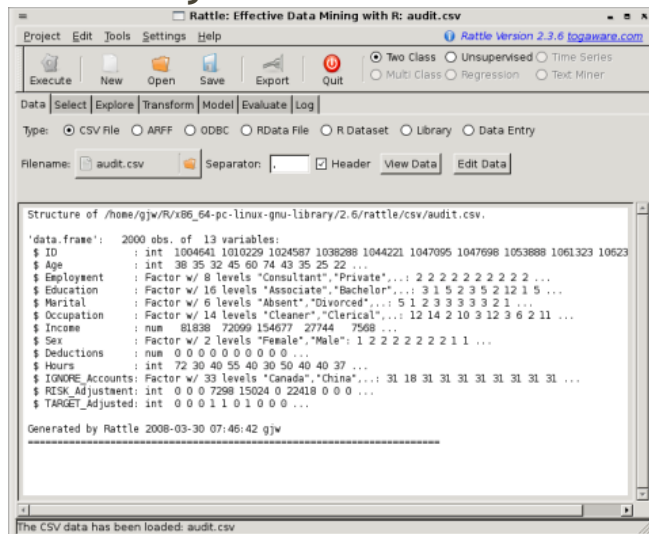 Rattle: Effective Data Mining with R: audit.csv
Project Edit Tools Settings Help Rattle Version 2.3.6 togaware.com
Execute New Open Save Export Quit
Two Class Unsupervised Time Series
Multi Class Regression Text Miner
Data Select Explore Transform Model Evaluate Log
Type: CSV File ARFF ODBC RData File R Dataset Library Data Entry
Filename: audit.csv Separator: , Header View Data Edit Data
Structure of /home/gjw/R/x86_64-pc-linux-gnu-library/2.6/rattle/csv/audit.csv.
'data.frame': 2000 obs. of 13 variables:
$ ID : int 1004641 1010229 1024587 1038288 1044221 1047095 1047698 1053888 1061323 10623
$ Age : int 38 35 32 45 60 74 43 35 25 22 ...
$ Employment : Factor w/ 8 levels "Consultant","Private",..: 2 2 2 2 2 2 2 2 2 2 ...
$ Education : Factor w/ 16 levels "Associate","Bachelor",..: 3 1 5 2 3 5 2 12 1 5 ...
$ Marital : Factor w/ 6 levels "Absent","Divorced",..: 5 1 2 3 3 3 3 3 2 1 ...
$ Occupation : Factor w/ 14 levels "Cleaner","Clerical",..: 12 14 2 10 3 12 3 6 2 11 ...
$ Income : num 81838 72099 154677 27744 7568 ...
$ Sex : Factor w/ 2 levels "Female","Male": 1 2 2 2 2 2 2 2 1 1 ...
$ Deductions : num 0 0 0 0 0 0 0 0 0 0 ...
$ Hours : int 72 30 40 55 40 30 50 40 40 37 ...
$ IGNORE_Accounts: Factor w/ 33 levels "Canada","China",..: 31 18 31 31 31 31 31 31 31 31 ...
$ RISK_Adjustment: int 0 0 0 7298 15024 0 22418 0 0 0 ...
$ TARGET_Adjusted: int 0 0 0 1 1 0 1 0 0 0 ...
Generated by Rattle 2008-03-30 07:46:42 gjw
======================================================================
The CSV data has been loaded: audit.csv